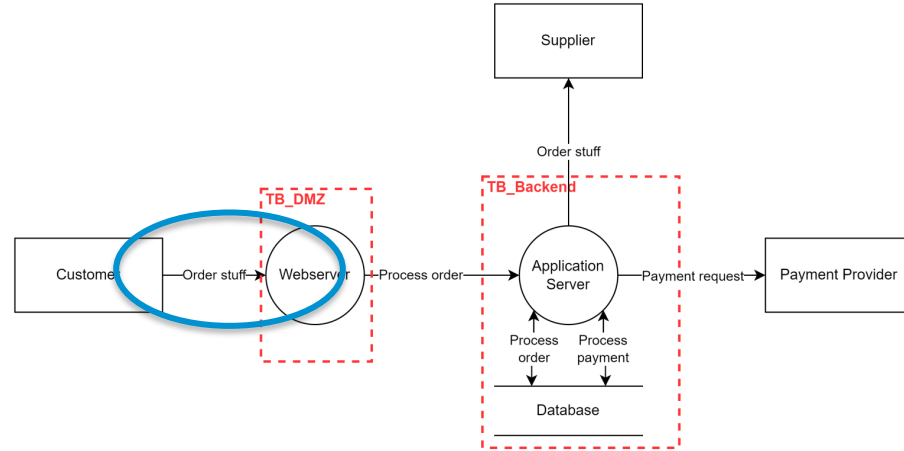 Supplier
Order stuff
TB_Backend
TB_DMZ
Customer
Order stuff
Webserver
Process order
Application
Server
Payment request
Payment Provider
Process
order
Process
payment
Database